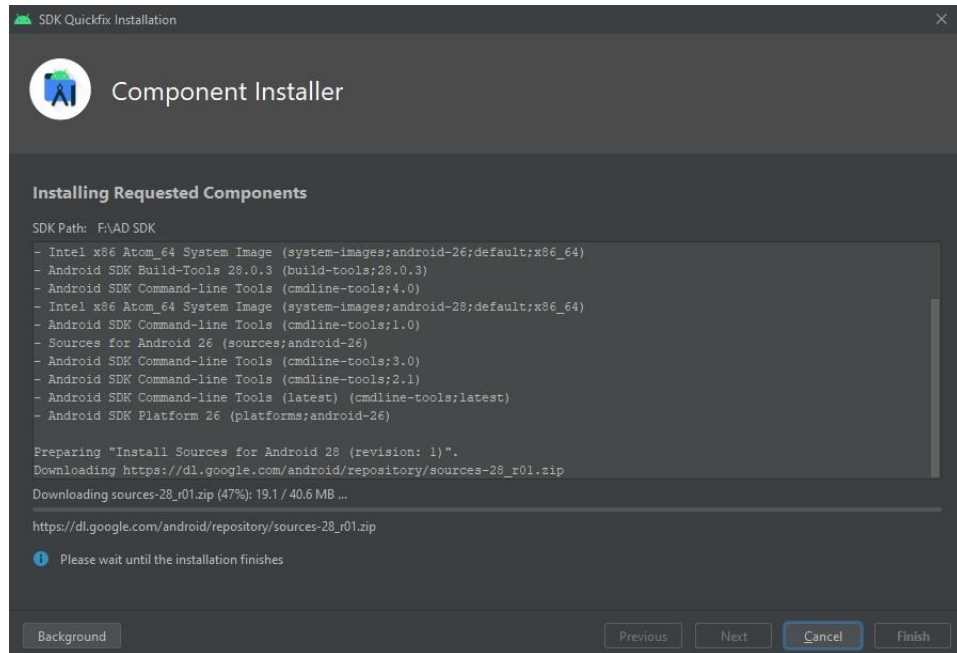 SDK Quickfix Installation
Component Installer
Installing Requested Components
SDK Path: F:\AD SDK
- Intel x86 Atom_64 System Image (system-images;android-26;default;x86_64)
- Android SDK Build-Tools 28.0.3 (build-tools;28.0.3)
- Android SDK Command-line Tools (cmdline-tools;4.0)
- Intel x86 Atom_64 System Image (system-images;android-28;default;x86_64)
- Android SDK Command-line Tools (cmdline-tools;1.0)
- Sources for Android 26 (sources;android-26)
- Android SDK Command-line Tools (cmdline-tools;3.0)
- Android SDK Command-line Tools (cmdline-tools;2.1)
- Android SDK Command-line Tools (latest) (cmdline-tools;latest)
- Android SDK Platform 26 (platforms;android-26)
Preparing "Install Sources for Android 28 (revision: 1)".
Downloading https://dl.google.com/android/repository/sources-28_r01.zip
Downloading sources-28_r01.zip (47%): 19.1 / 40.6 MB ...
https://dl.google.com/android/repository/sources-28_r01.zip
Please wait until the installation finishes
Background Previous Next Cancel Finish